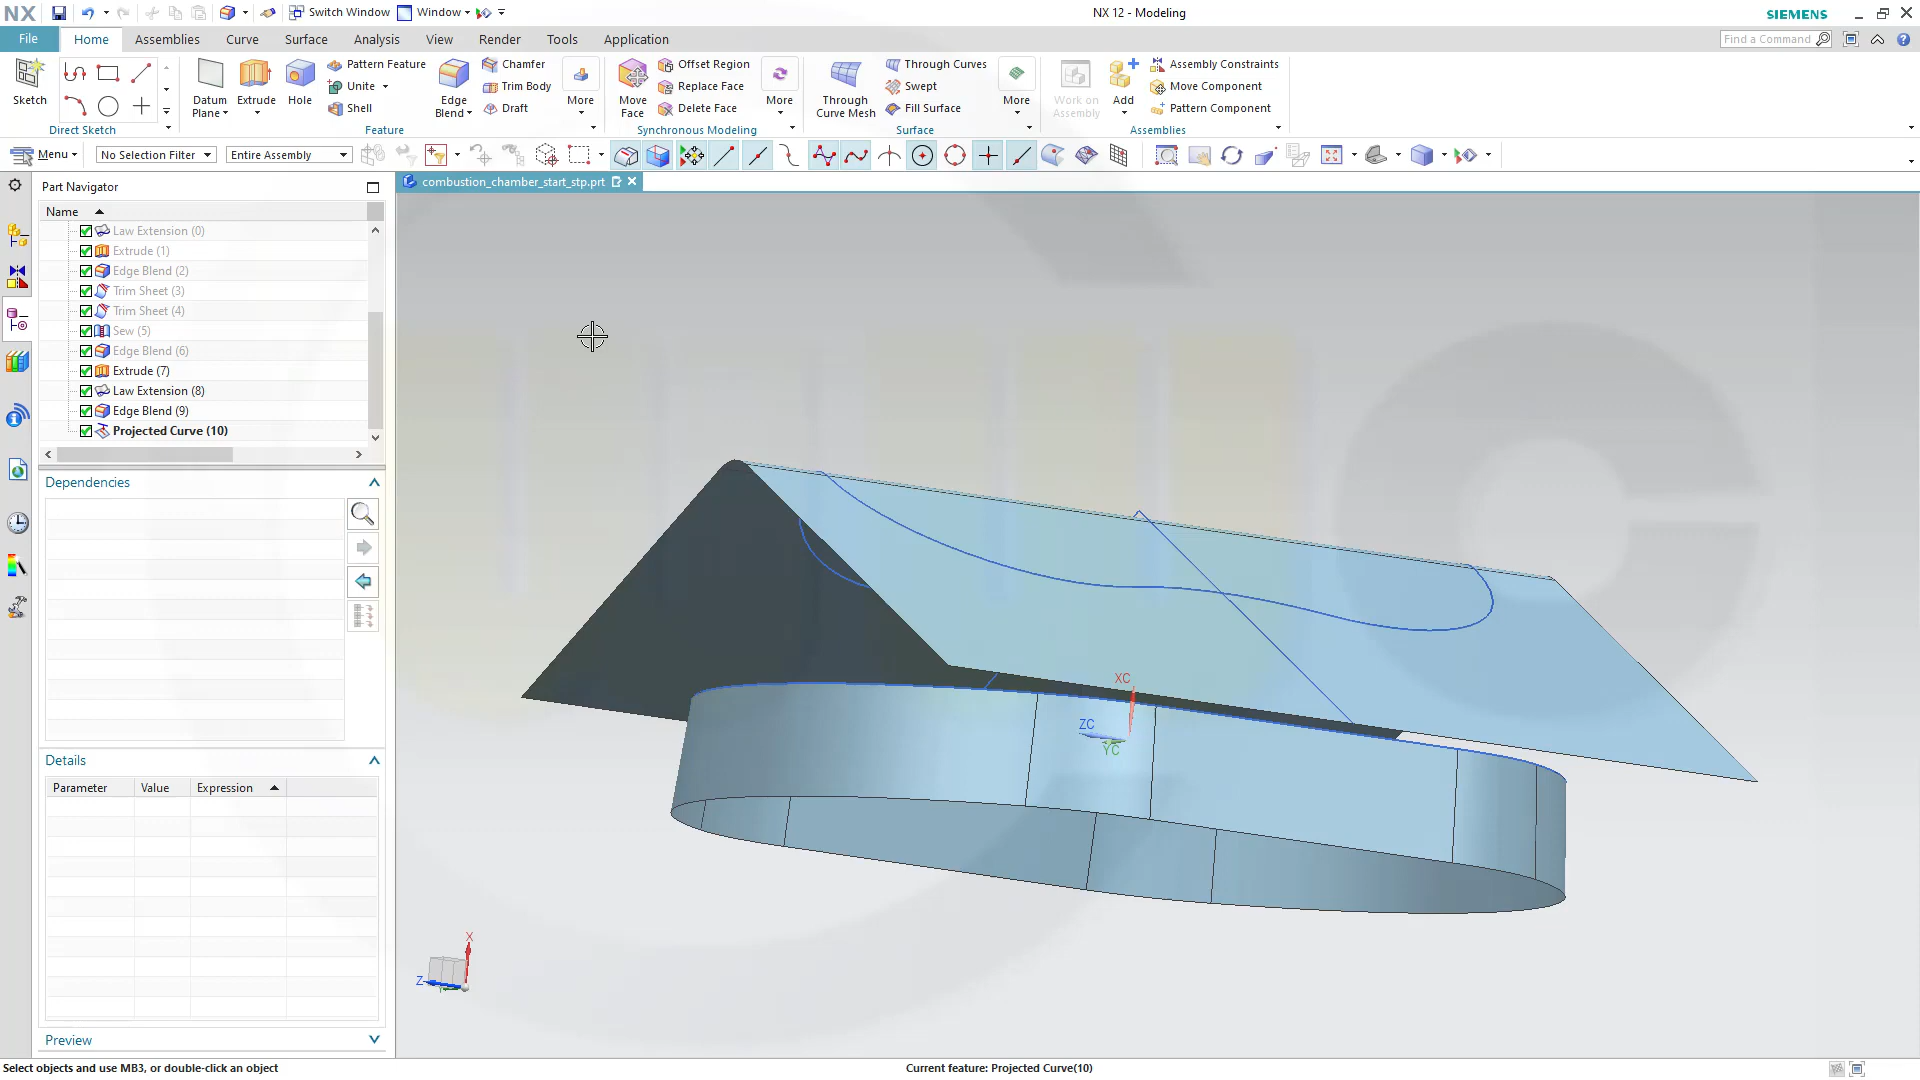 NX Switch Window Window NX 12 - Modeling SIEMENS
File Home Assemblies Curve Surface Analysis View Render Tools Application Find a Command
Sketch Datum Plane Extrude Hole Pattern Feature Unite Shell Edge Blend Chamfer Trim Body Draft More Move Face Offset Region Replace Face Delete Face More Through Curve Mesh Through Curves Swept Fill Surface More Work on Assembly Add Assembly Constraints Move Component Pattern Component
Direct Sketch Feature Synchronous Modeling Surface Assemblies
Menu No Selection Filter Entire Assembly
Part Navigator combustion_chamber_start_stp.prt
Name
Law Extension (0)
Extrude (1)
Edge Blend (2)
Trim Sheet (3)
Trim Sheet (4)
Sew (5)
Edge Blend (6)
Extrude (7)
Law Extension (8)
Edge Blend (9)
Projected Curve (10)
Dependencies
Details
Parameter Value Expression
Preview
XC
ZC
YC
X
Z
Select objects and use MB3, or double-click an object Current feature: Projected Curve(10)